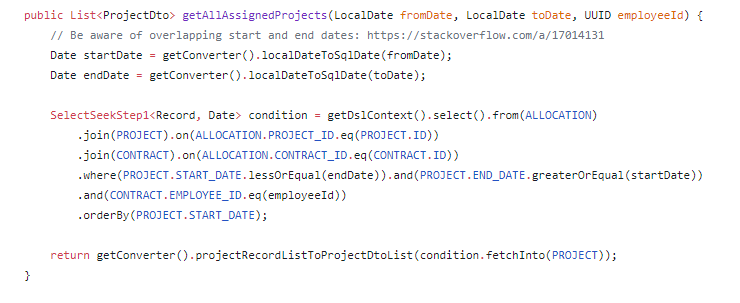 public List<ProjectDto> getAllAssignedProjects(LocalDate fromDate, LocalDate toDate, UUID employeeId) {
    // Be aware of overlapping start and end dates: https://stackoverflow.com/a/17014131
    Date startDate = getConverter().localDateToSqlDate(fromDate);
    Date endDate = getConverter().localDateToSqlDate(toDate);

    SelectSeekStep1<Record, Date> condition = getDslContext().select().from(ALLOCATION)
        .join(PROJECT).on(ALLOCATION.PROJECT_ID.eq(PROJECT.ID))
        .join(CONTRACT).on(ALLOCATION.CONTRACT_ID.eq(CONTRACT.ID))
        .where(PROJECT.START_DATE.lessOrEqual(endDate)).and(PROJECT.END_DATE.greaterOrEqual(startDate))
        .and(CONTRACT.EMPLOYEE_ID.eq(employeeId))
        .orderBy(PROJECT.START_DATE);

    return getConverter().projectRecordListToProjectDtoList(condition.fetchInto(PROJECT));
}